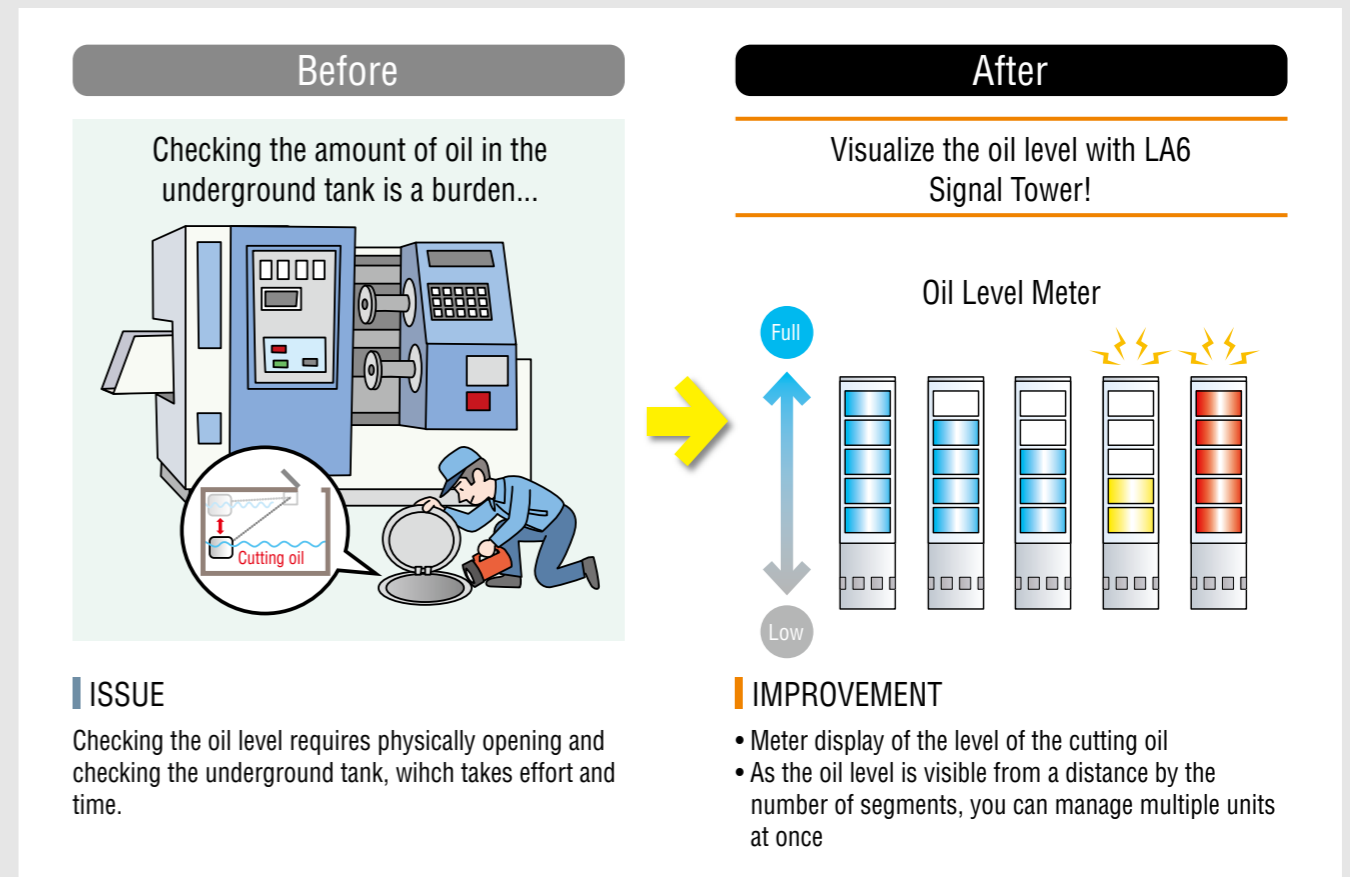 Before
Checking the amount of oil in the
underground tank is a burden...
Cutting oil
ISSUE
Checking the oil level requires physically opening and
checking the underground tank, wihch takes effort and
time.
After
Visualize the oil level with LA6
Signal Tower!
Oil Level Meter
Full
Low
IMPROVEMENT
• Meter display of the level of the cutting oil
• As the oil level is visible from a distance by the
number of segments, you can manage multiple units
at once